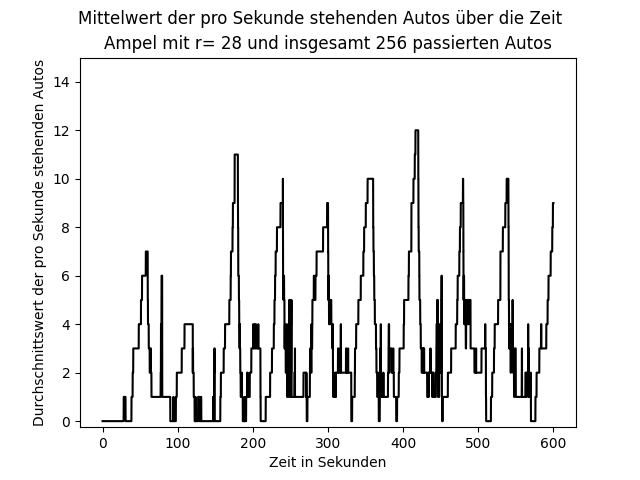 Mittelwert der pro Sekunde stehenden Autos über die Zeit
Ampel mit r= 28 und insgesamt 256 passierten Autos
Durchschnittswert der pro Sekunde stehenden Autos
14
12
10
8
6
4
2
0
0 100 200 300 400 500 600
Zeit in Sekunden